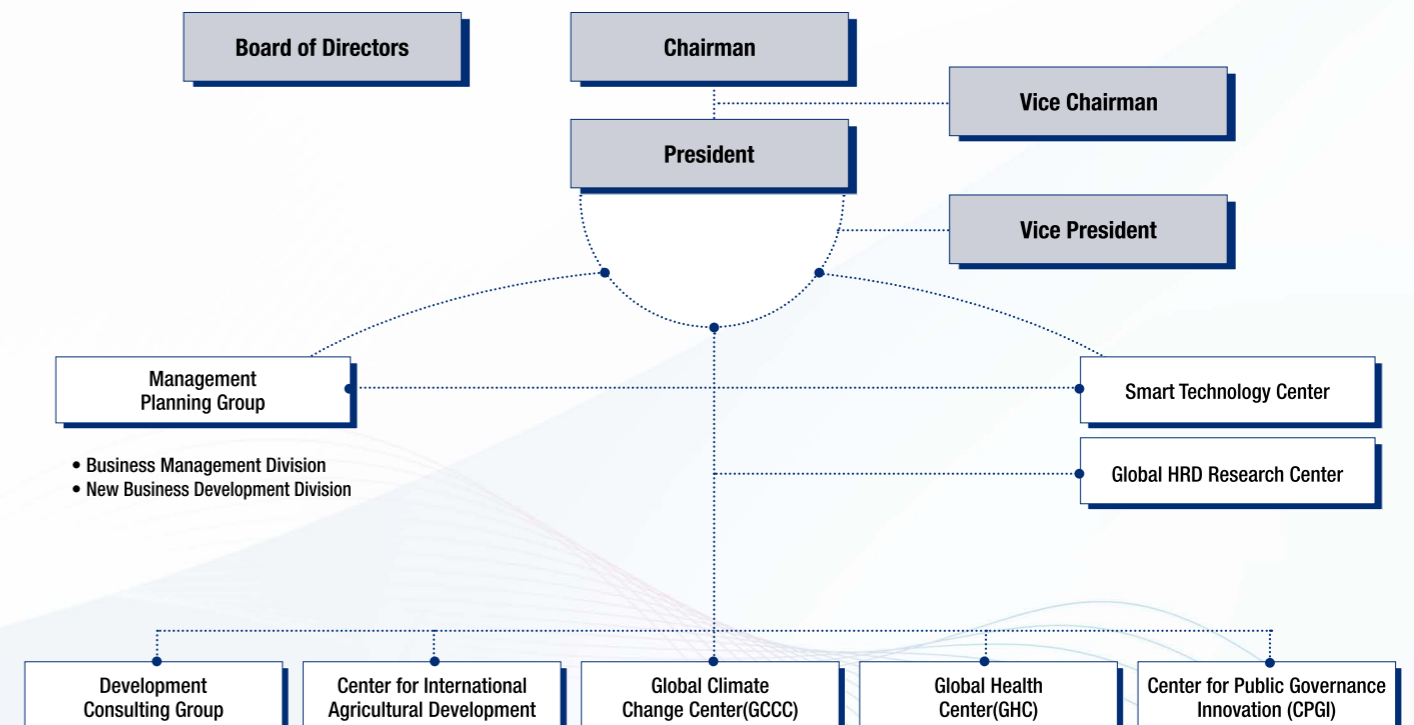 Board of Directors
Chairman
Vice Chairman
President
Vice President
Management
Planning Group
Smart Technology Center
• Business Management Division
• New Business Development Division
Global HRD Research Center
Development
Consulting Group
Center for International
Agricultural Development
Global Climate
Change Center(GCCC)
Global Health
Center(GHC)
Center for Public Governance
Innovation (CPGI)